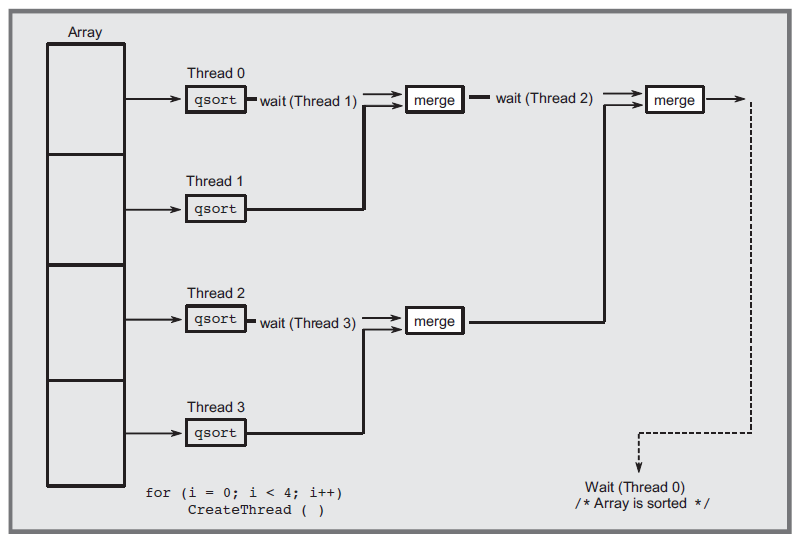 Array
Thread 0
qsort
wait (Thread 1)
merge
wait (Thread 2)
merge
Thread 1
qsort
Thread 2
qsort
wait (Thread 3)
merge
Thread 3
qsort
for (i = 0; i < 4; i++)
CreateThread ( )
Wait (Thread 0)
/* Array is sorted */